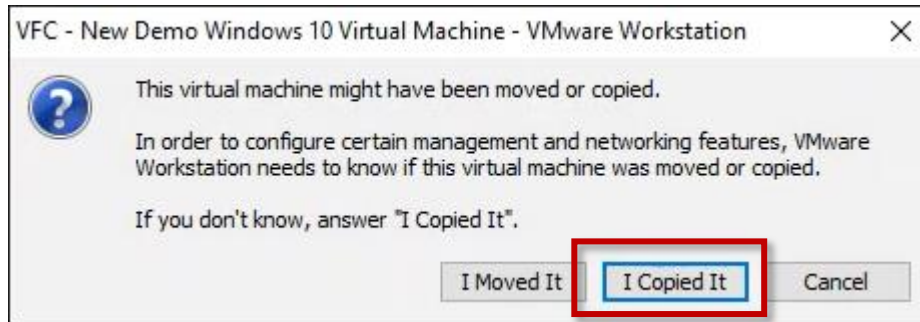 VFC - New Demo Windows 10 Virtual Machine - VMware Workstation
This virtual machine might have been moved or copied.
In order to configure certain management and networking features, VMware
Workstation needs to know if this virtual machine was moved or copied.
If you don't know, answer "I Copied It".
I Moved It I Copied It Cancel